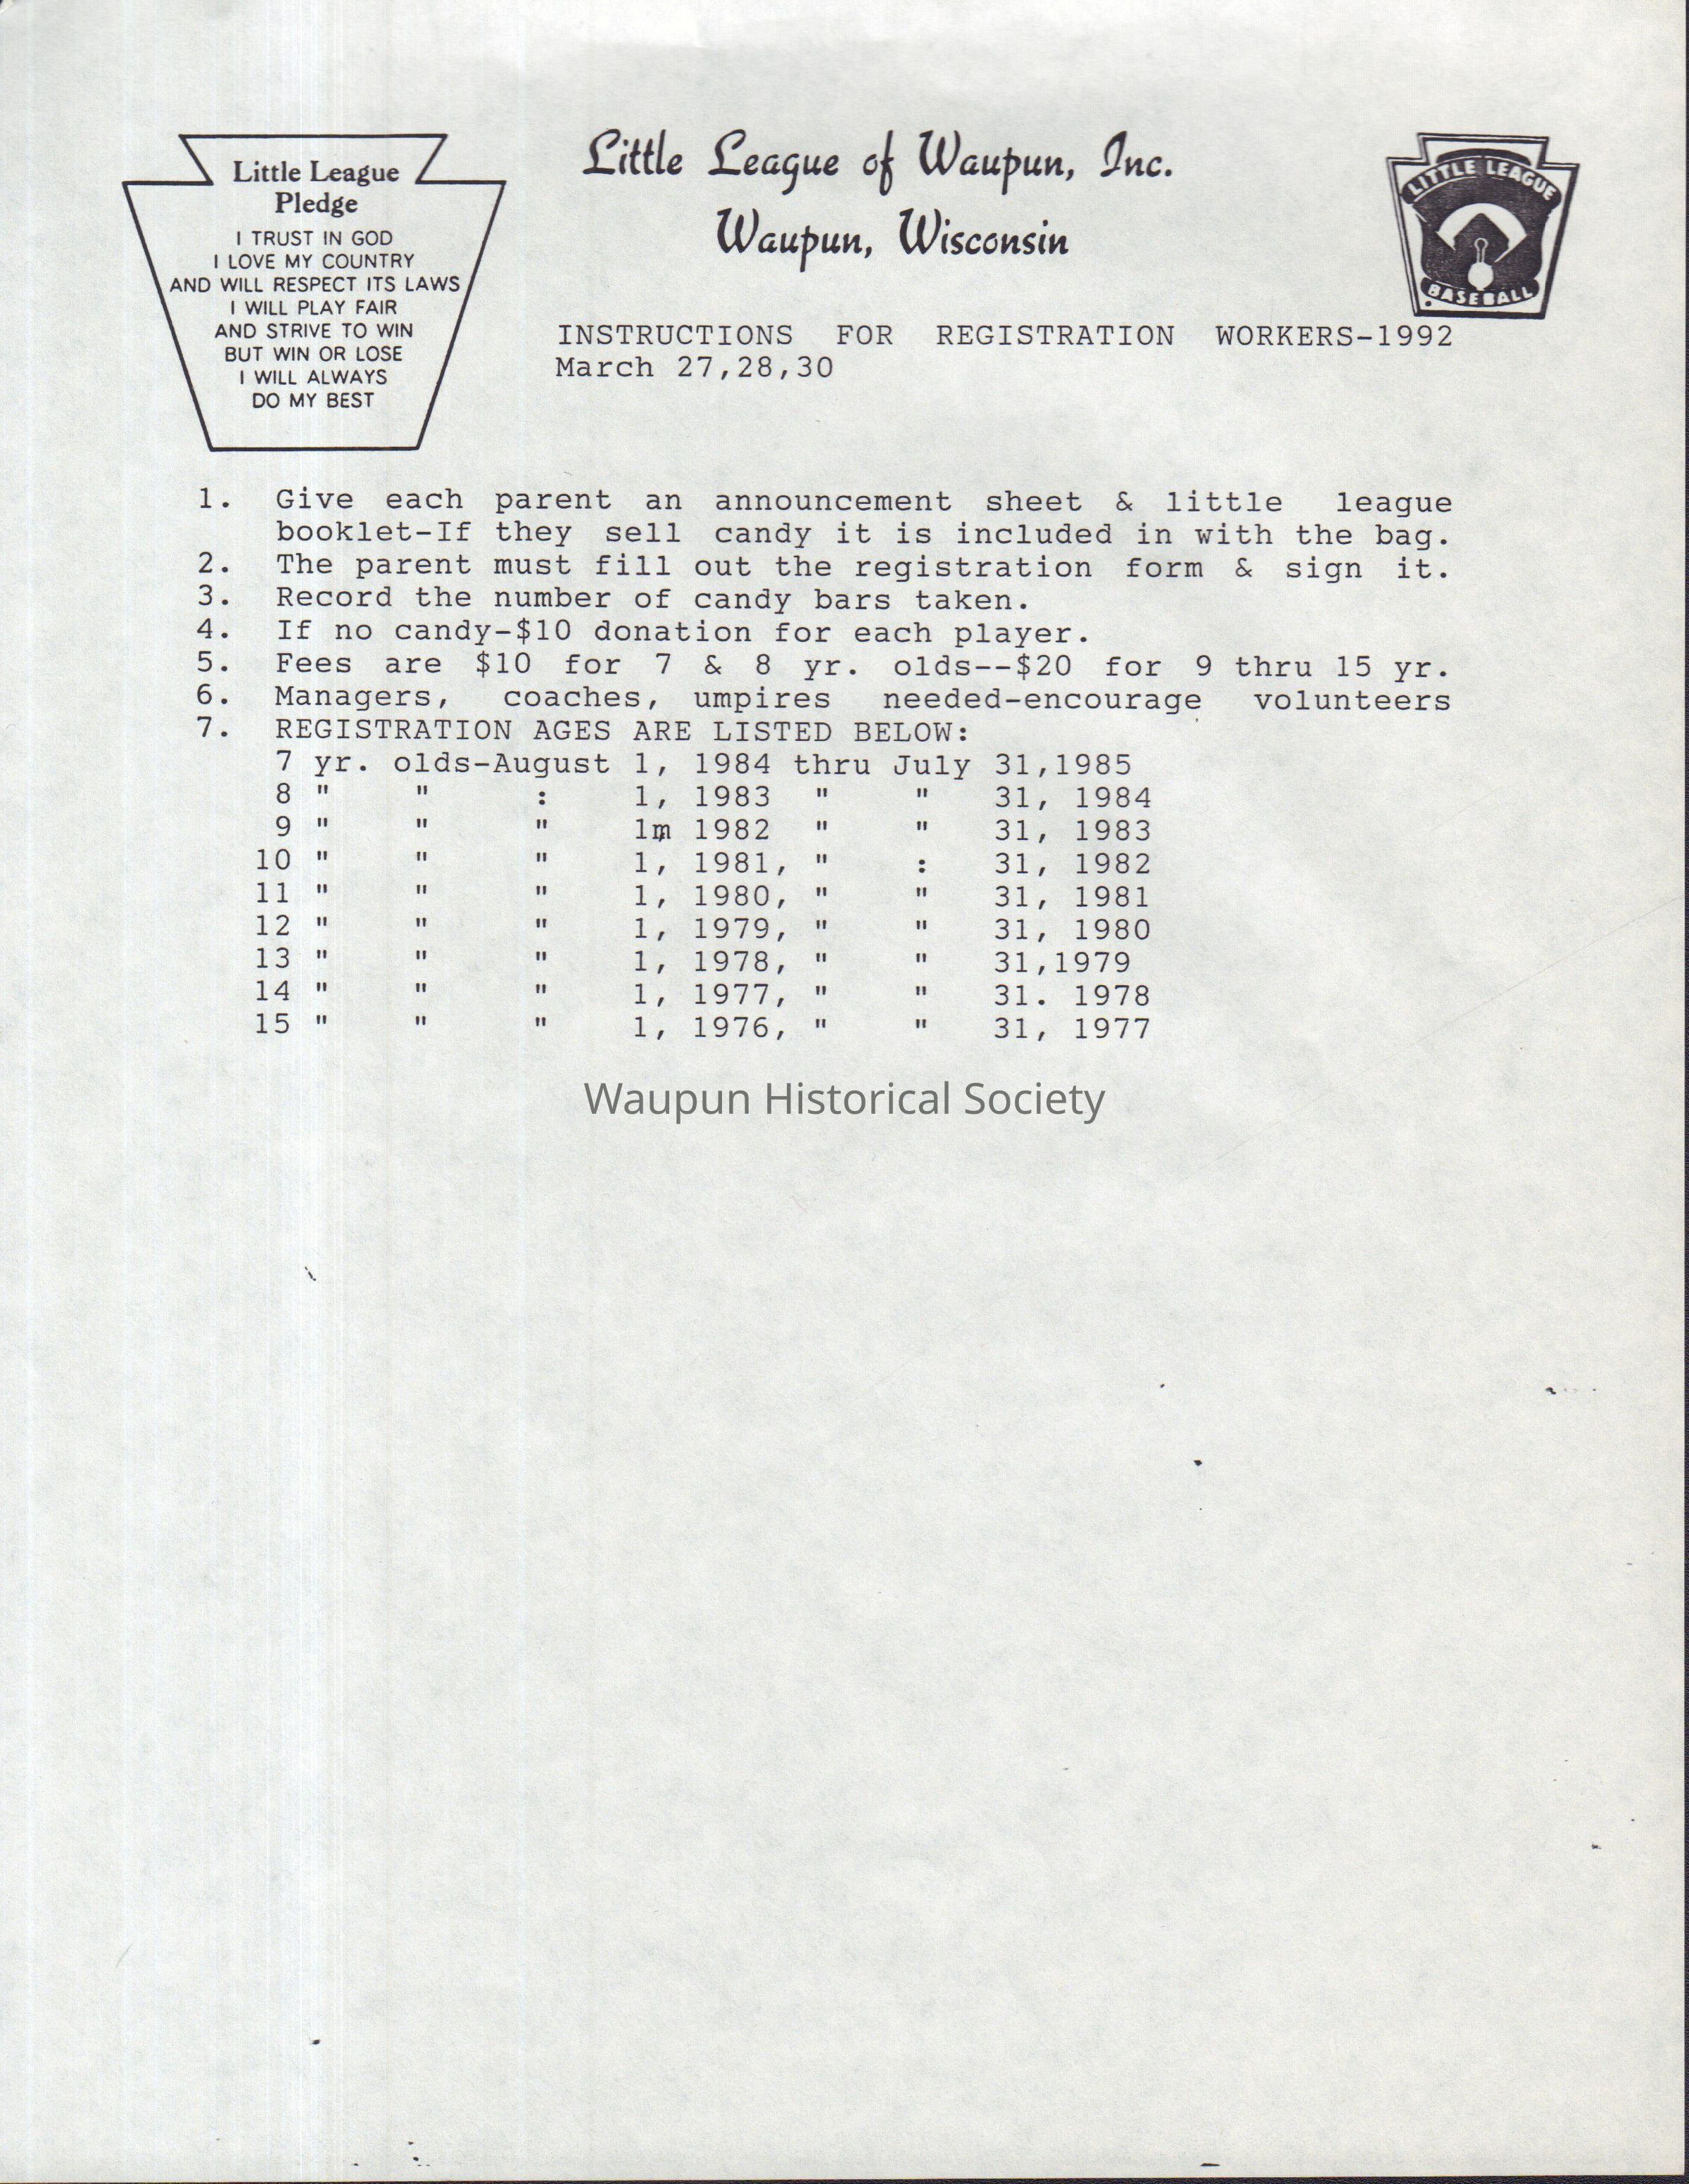 Little League
Pledge
I TRUST IN GOD
I LOVE MY COUNTRY
AND WILL RESPECT ITS LAWS
I WILL PLAY FAIR
AND STRIVE TO WIN
BUT WIN OR LOSE
I WILL ALWAYS
DO MY BEST
Little League of Waupun, Inc.
Waupun, Wisconsin
LITTLE LEAGUE
BASEBALL
INSTRUCTIONS FOR REGISTRATION WORKERS-1992
March 27,28,30
1. Give each parent an announcement sheet & little league
booklet-If they sell candy it is included in with the bag.
2. The parent must fill out the registration form & sign it.
3. Record the number of candy bars taken.
4. If no candy-$10 donation for each player.
5. Fees are $10 for 7 & 8 yr. olds--$20 for 9 thru 15 yr.
6. Managers, coaches, umpires needed-encourage volunteers
7. REGISTRATION AGES ARE LISTED BELOW:
7 yr. olds-August 1, 1984 thru July 31,1985
8 " " : 1, 1983 " " 31, 1984
9 " " " 1m 1982 " " 31, 1983
10 " " " 1, 1981, " : 31, 1982
11 " " " 1, 1980, " " 31, 1981
12 " " " 1, 1979, " " 31, 1980
13 " " " 1, 1978, " " 31,1979
14 " " " 1, 1977, " " 31. 1978
15 " " " 1, 1976, " " 31, 1977
Waupun Historical Society